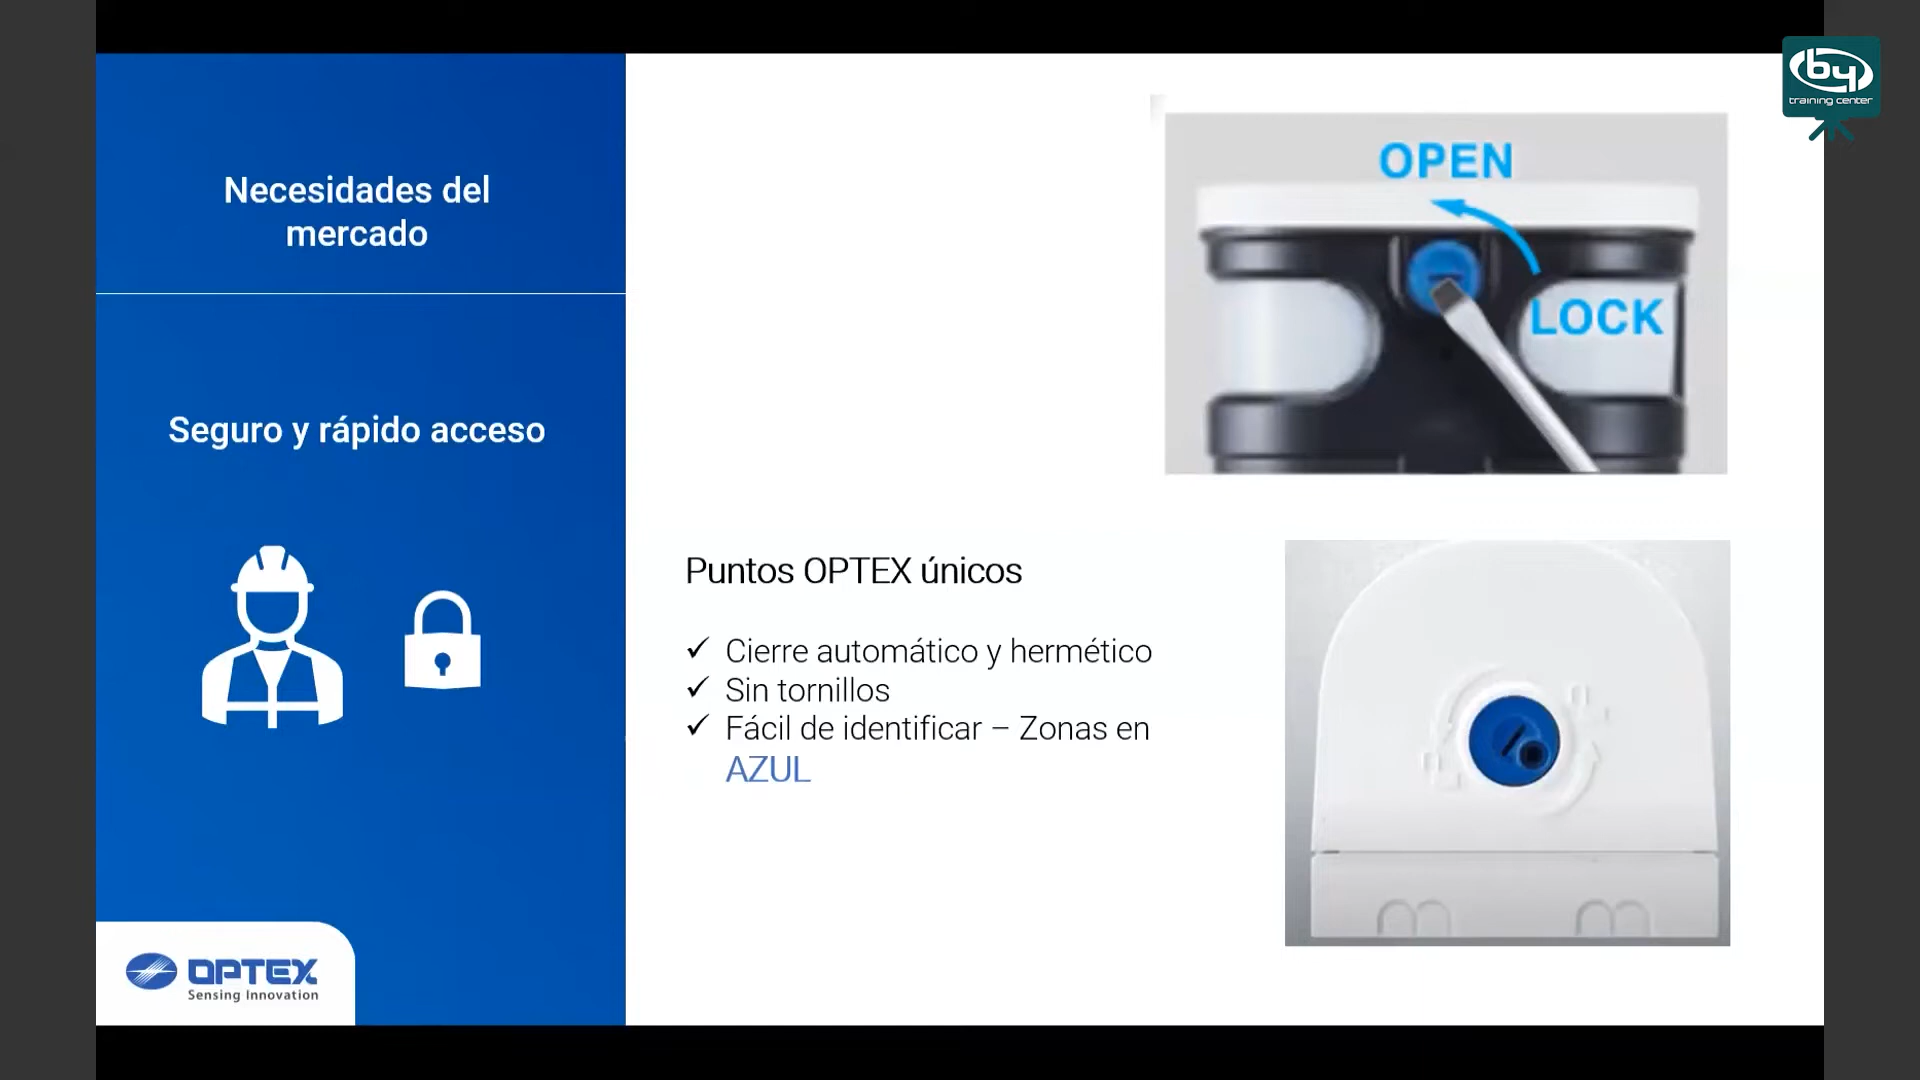 by
training center
Necesidades del
mercado
OPEN
LOCK
Seguro y rápido acceso
Puntos OPTEX únicos
✓ Cierre automático y hermético
✓ Sin tornillos
✓ Fácil de identificar – Zonas en
AZUL
OPTEX
Sensing Innovation